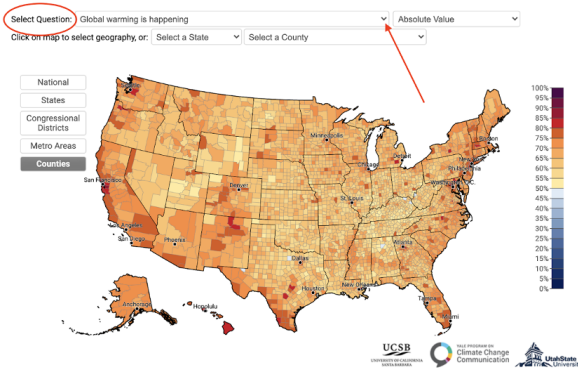 Select Question: Global warming is happening Absolute Value
Click on map to select geography, or: Select a State Select a County
National
States
Congressional
Districts
Metro Areas
Counties
Minneapolis
Boston
Detroit
Chicago
New York
Philadelphia
Washington, DC
San Francisco
Denver
St. Louis
Los Angeles
San Diego
Phoenix
Atlanta
Dallas
Houston
New Orleans
Tampa
Miami
Anchorage
Honolulu
100%
95%
90%
85%
80%
75%
70%
65%
60%
55%
50%
45%
40%
35%
30%
25%
20%
15%
10%
5%
0%
UCSB
UNIVERSITY OF CALIFORNIA
SANTA BARBARA
YALE PROGRAM ON
Climate Change
Communication
UtahState
University